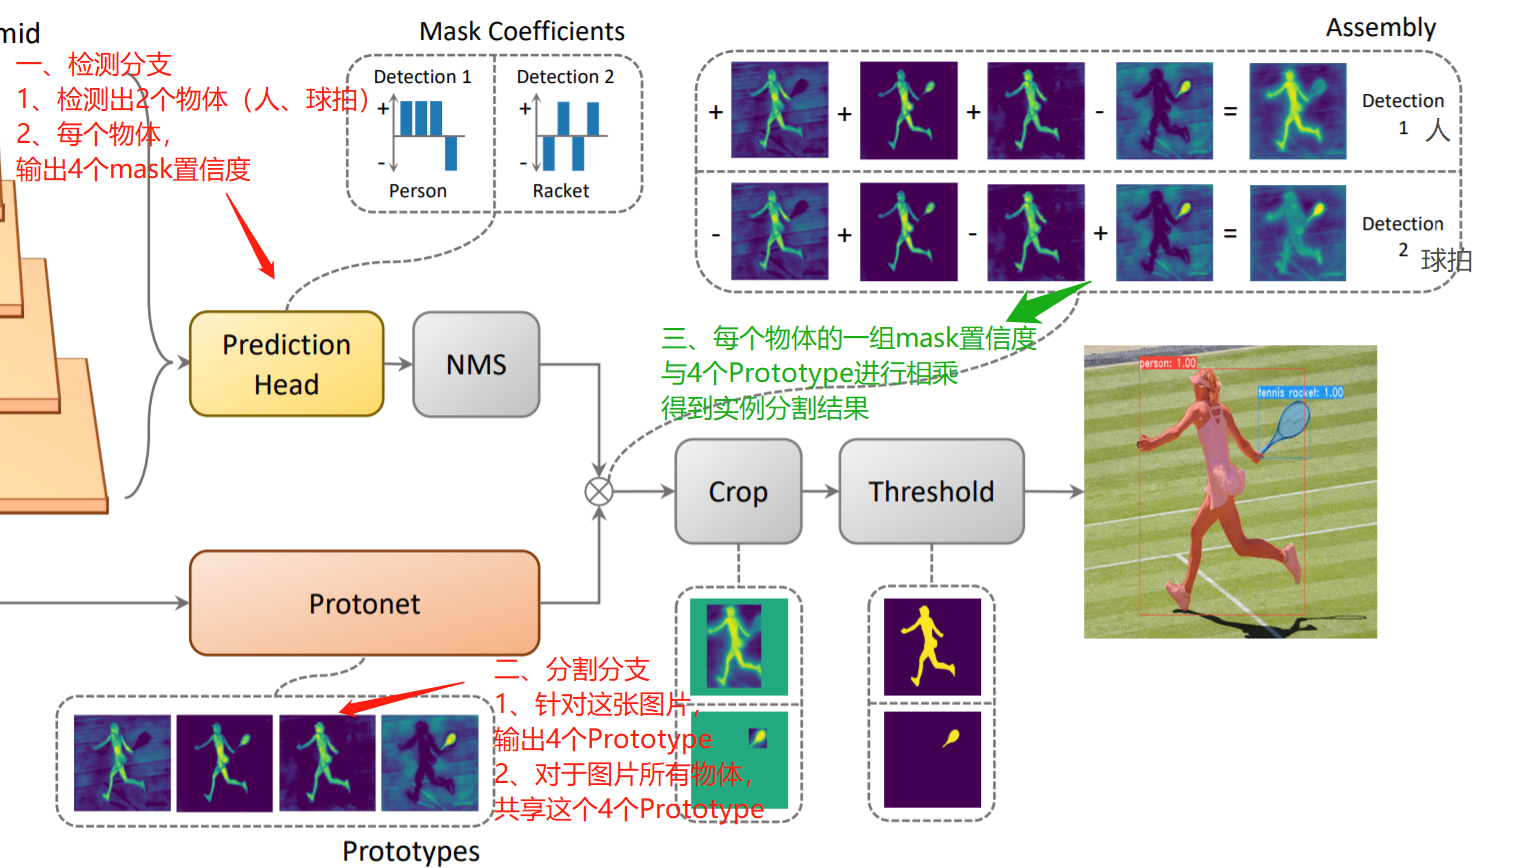 mid
一、检测分支
1、检测出2个物体（人、球拍）
2、每个物体，
输出4个mask置信度
Mask Coefficients
Detection 1
Detection 2
+
-
+
-
Person
Racket
Assembly
+ + + - =
Detection
1 人
- + - + =
Detection
2 球拍
Prediction
Head
NMS
三、每个物体的一组mask置信度
与4个Prototype进行相乘
得到实例分割结果
Crop
Threshold
person: 1.00
tennis racket: 1.00
Protonet
二、分割分支
1、针对这张图片，
输出4个Prototype
2、对于图片所有物体，
共享这个4个Prototype
Prototypes